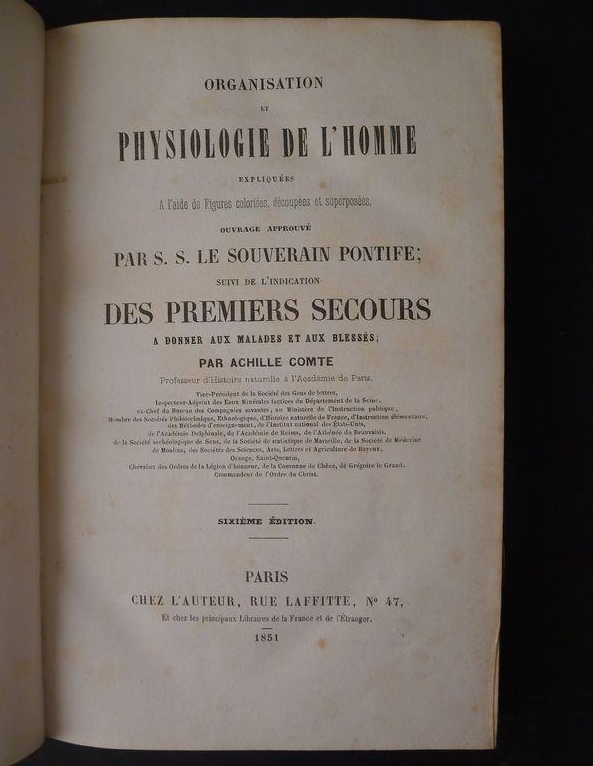 ORGANISATION
ET
PHYSIOLOGIE DE L'HOMME
EXPLIQUÉES
A l'aide de Figures coloriées, découpées et superposées.
OUVRAGE APPROUVÉ
PAR S. S. LE SOUVERAIN PONTIFE;
SUIVI DE L'INDICATION
DES PREMIERS SECOURS
A DONNER AUX MALADES ET AUX BLESSÉS;
PAR ACHILLE COMTE
Professeur d'Histoire naturelle à l'Académie de Paris,
Vice-Président de la Société des Gens de lettres,
Inspecteur-Adjoint des Eaux Minérales factices du Département de la Seine,
ex-Chef du Bureau des Compagnies savantes, au Ministère de l'Instruction publique,
Membre des Sociétés Philotechnique, Ethnologique, d'Histoire naturelle de France, d'Instruction élémentaire,
des Méthodes d'enseignement, de l'Institut national des États-Unis,
de l'Académie Delphinale, de l'Académie de Reims, de l'Athénée du Beauvaisis,
de la Société archéologique de Sens, de la Société de statistique de Marseille, de la Société de Médecine
de Moulins, des Sociétés des Sciences, Arts, Lettres et Agriculture de Bayeux,
Orange, Saint-Quentin,
Chevalier des Ordres de la Légion d'honneur, de la Couronne de Chêne, de Grégoire le Grand,
Commandeur de l'Ordre du Christ.
SIXIÈME ÉDITION.
PARIS
CHEZ L'AUTEUR, RUE LAFFITTE, No 47,
Et chez les principaux Libraires de la France et de l'Étranger.
1851